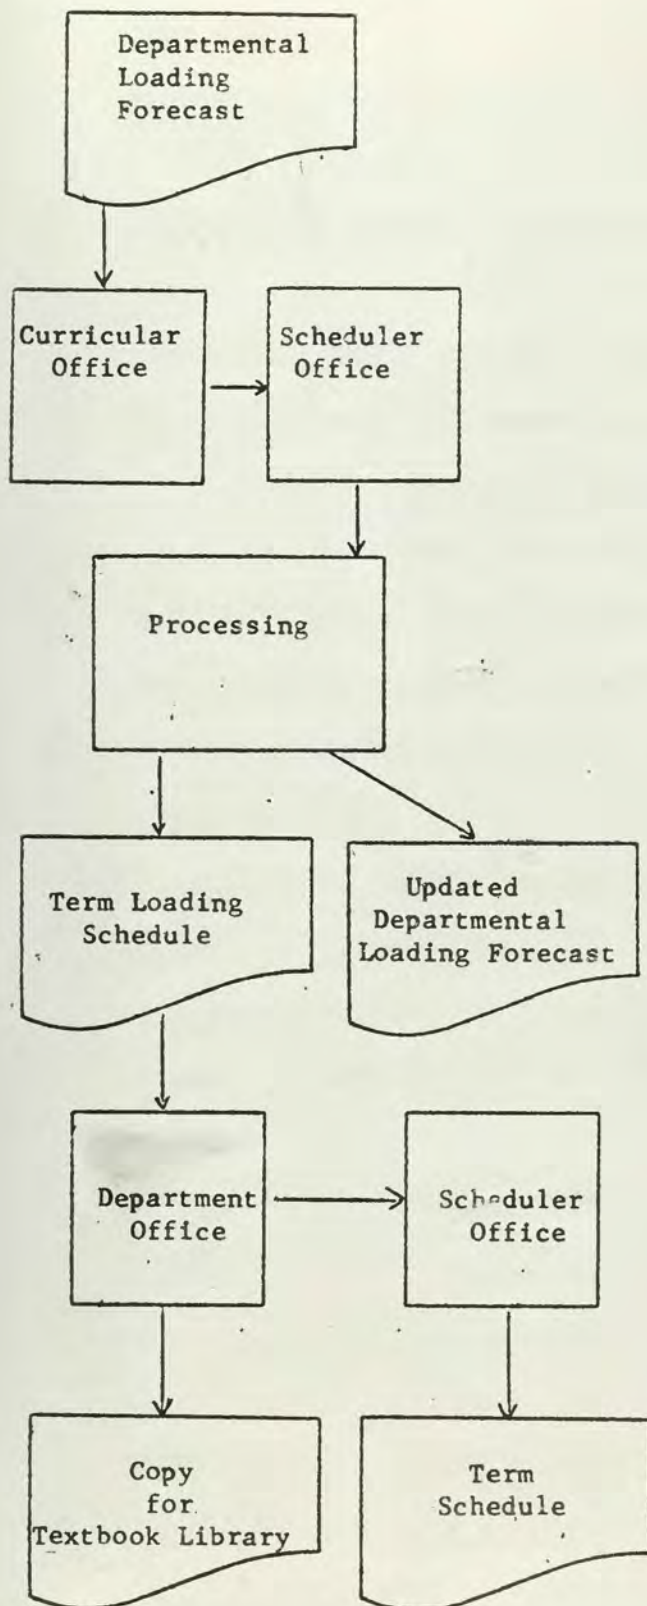 Departmental
Loading
Forecast
Curricular
Office
Scheduler
Office
Processing
Term Loading
Schedule
Updated
Departmental
Loading Forecast
Department
Office
Scheduler
Office
Copy
for
Textbook Library
Term
Schedule